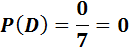 P(D) = 0/7 = 0